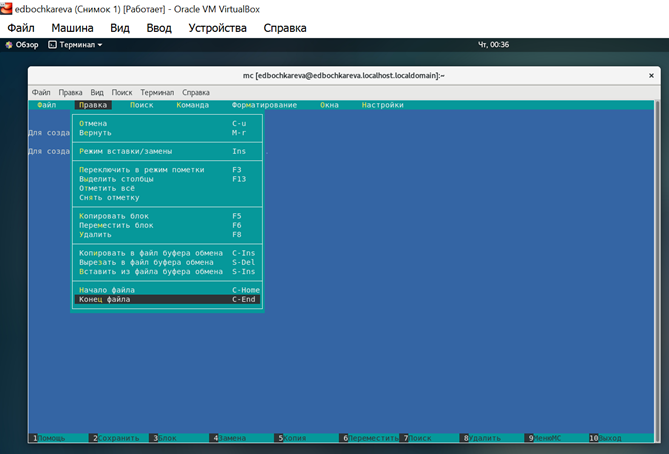 edbochkareva (Снимок 1) [Работает] - Oracle VM VirtualBox
Файл Машина Вид Ввод Устройства Справка
Обзор Терминал Чт, 00:36
mc [edbochkareva@edbochkareva.localhost.localdomain]:~
Файл Правка Вид Поиск Терминал Справка
Файл Правка Поиск Команда Форматирование Окна Настройки
Отмена C-u
Для созда Вернуть M-r
Для созда Режим вставки/замены Ins .
Переключить в режим пометки F3
Выделить столбцы F13
Отметить всё
Снять отметку
Копировать блок F5
Переместить блок F6
Удалить F8
Копировать в файл буфера обмена C-Ins
Вырезать в файл буфера обмена S-Del
Вставить из файла буфера обмена S-Ins
Начало файла C-Home
Конец файла C-End
1Помощь 2Сохранить 3Блок 4Замена 5Копия 6Переместить 7Поиск 8Удалить 9МенюMC 10Выход